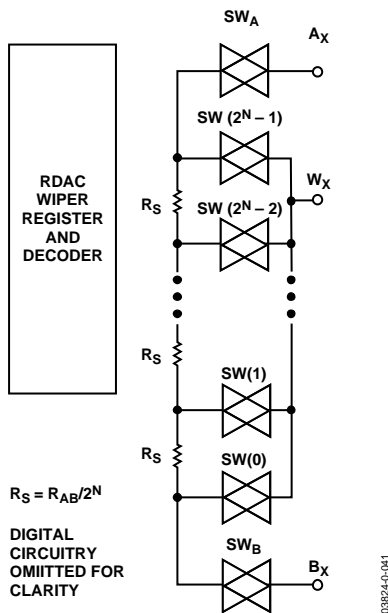 SWA
AX
SW (2N – 1)
RDAC
WIPER
REGISTER
AND
DECODER
WX
RS
SW (2N – 2)
RS
SW(1)
RS
SW(0)
RS = RAB/2N
DIGITAL
CIRCUITRY
OMIITTED FOR
CLARITY
SWB
BX
03824-0-041